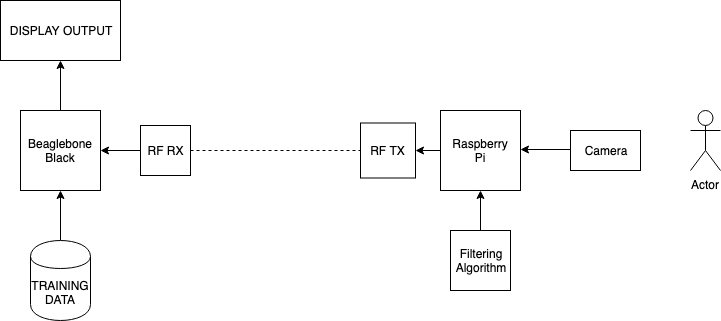 DISPLAY OUTPUT
Beaglebone
Black
RF RX
RF TX
Raspberry
Pi
Camera
Actor
Filtering
Algorithm
TRAINING
DATA